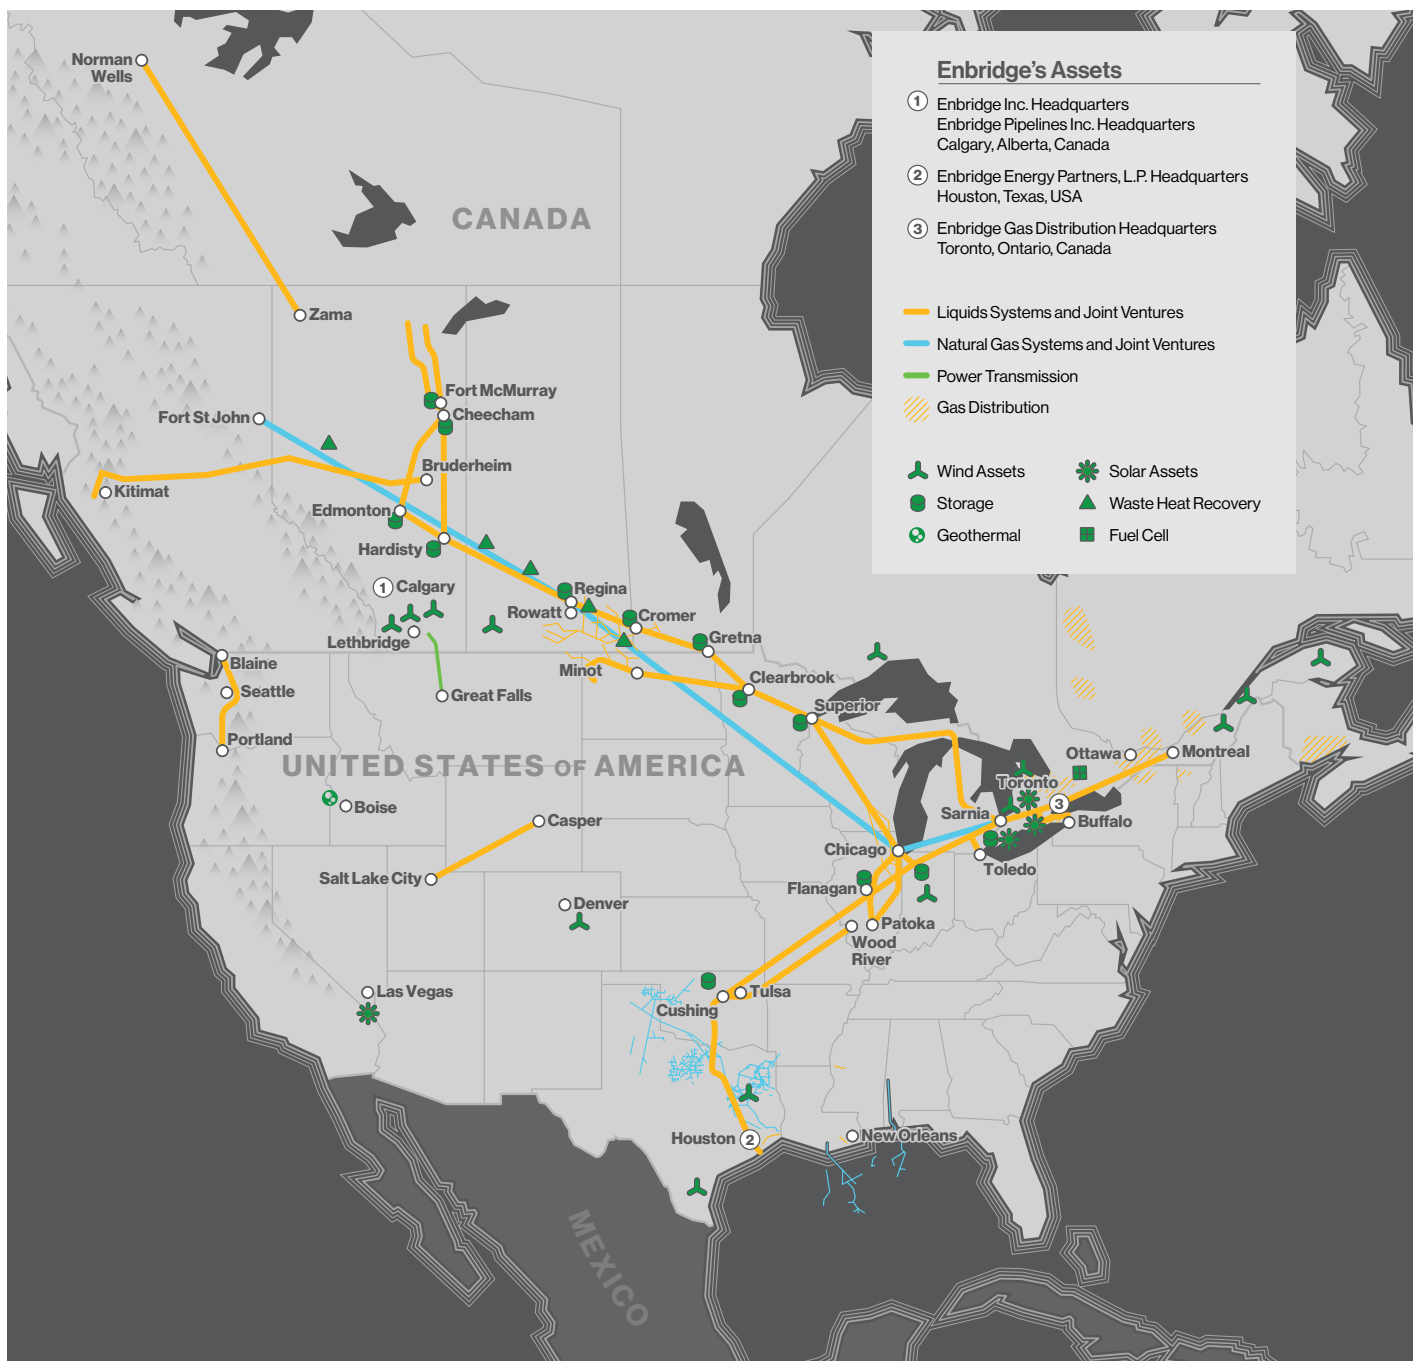 Enbridge's Assets
1 Enbridge Inc. Headquarters
Enbridge Pipelines Inc. Headquarters
Calgary, Alberta, Canada
2 Enbridge Energy Partners, L.P. Headquarters
Houston, Texas, USA
3 Enbridge Gas Distribution Headquarters
Toronto, Ontario, Canada
Liquids Systems and Joint Ventures
Natural Gas Systems and Joint Ventures
Power Transmission
Gas Distribution
Wind Assets
Solar Assets
Storage
Waste Heat Recovery
Geothermal
Fuel Cell
Norman
Wells
CANADA
Zama
Fort McMurray
Fort St John
Cheecham
Bruderheim
Kitimat
Edmonton
Hardisty
1 Calgary
Regina
Rowatt
Cromer
Lethbridge
Gretna
Blaine
Minot
Clearbrook
Seattle
Great Falls
Superior
Portland
Ottawa
Montreal
UNITED STATES OF AMERICA
Toronto
3
Boise
Casper
Sarnia
Buffalo
Chicago
Toledo
Salt Lake City
Flanagan
Denver
Patoka
Wood
River
Las Vegas
Tulsa
Cushing
Houston 2
New Orleans
MEXICO